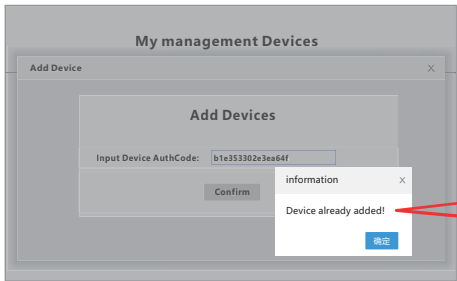 My management Devices
Add Device X
Add Devices
Input Device AuthCode: b1e353302e3ea64f
Confirm
information X
Device already added!
确定